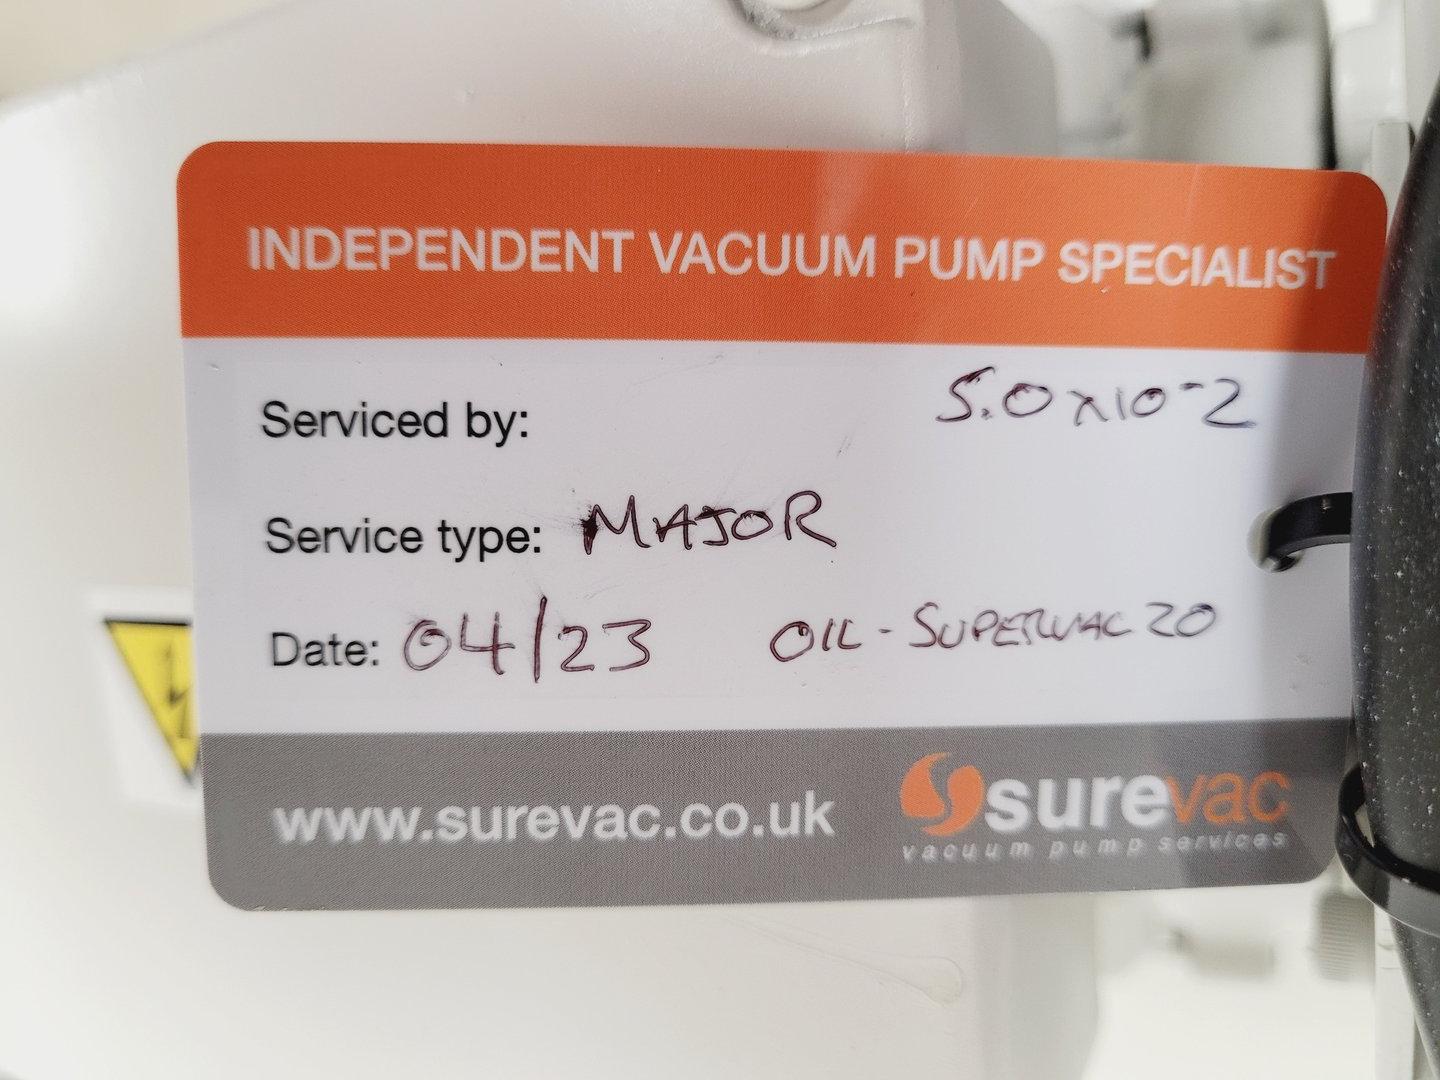 INDEPENDENT VACUUM PUMP SPECIALIST
Serviced by: 5.0x10-2
Service type: MAJOR
Date: 04/23 OIL - SUPERVAC 20
www.surevac.co.uk surevac
vacuum pump services